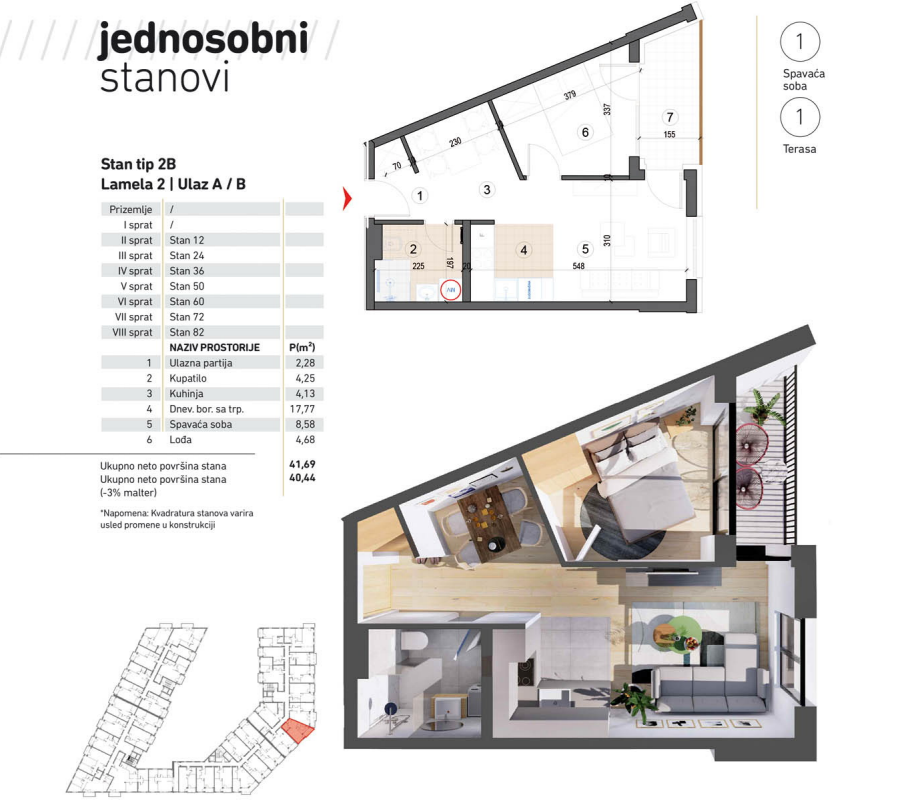 jednosobni
stanovi
Stan tip 2B
Lamela 2 | Ulaz A / B
Prizemlje /
I sprat /
II sprat Stan 12
III sprat Stan 24
IV sprat Stan 36
V sprat Stan 50
VI sprat Stan 60
VII sprat Stan 72
VIII sprat Stan 82
NAZIV PROSTORIJE P(m²)
1 Ulazna partija 2,28
2 Kupatilo 4,25
3 Kuhinja 4,13
4 Dnev. bor. sa trp. 17,77
5 Spavaća soba 8,58
6 Lođa 4,68
Ukupno neto površina stana 41,69
Ukupno neto površina stana 40,44
(-3% malter)
*Napomena: Kvadratura stanova varira
usled promene u konstrukciji
379
337
6
7
155
230
70
1
3
10
2
225
197
20
4
5
310
548
1
Spavaća
soba
1
Terasa